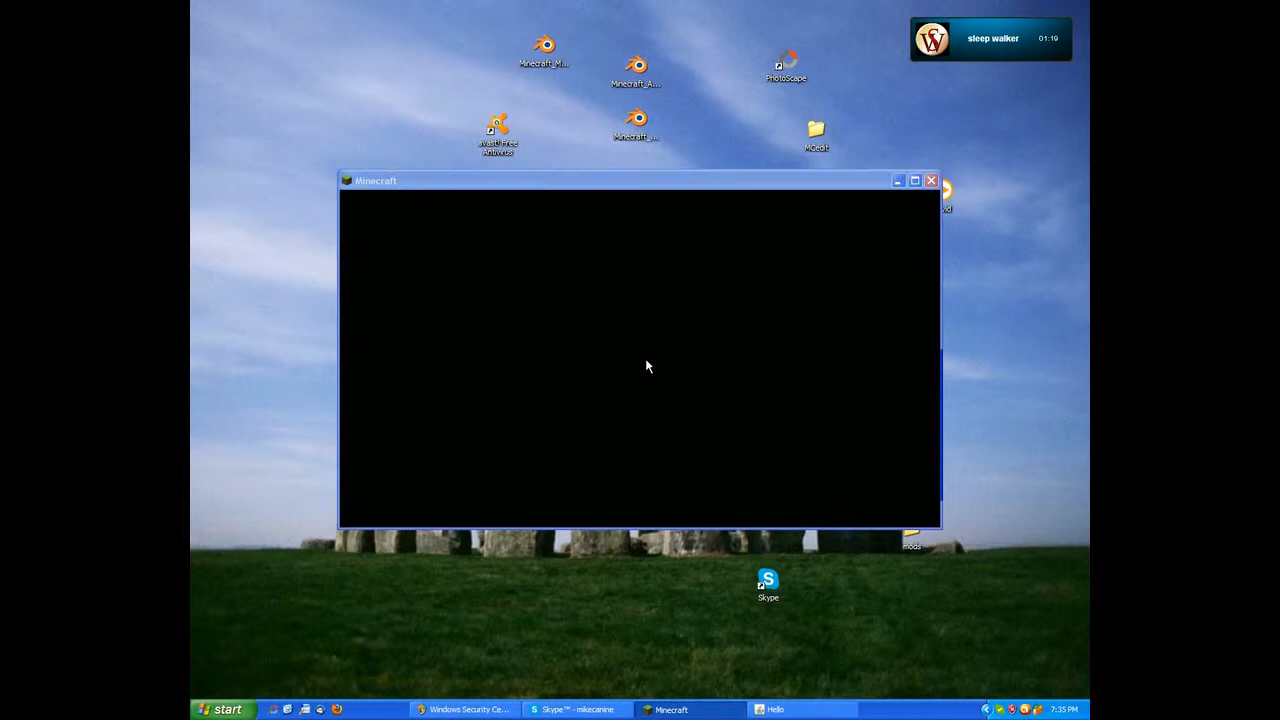 sleep walker 01:19
Minecraft_M...
Minecraft_A...
PhotoScape
Minecraft_...
avast! Free
Antivirus
MCedit
Minecraft
mods
Skype
start
Windows Security Ce...
Skype™ - mikecanine
Minecraft
Hello
7:35 PM